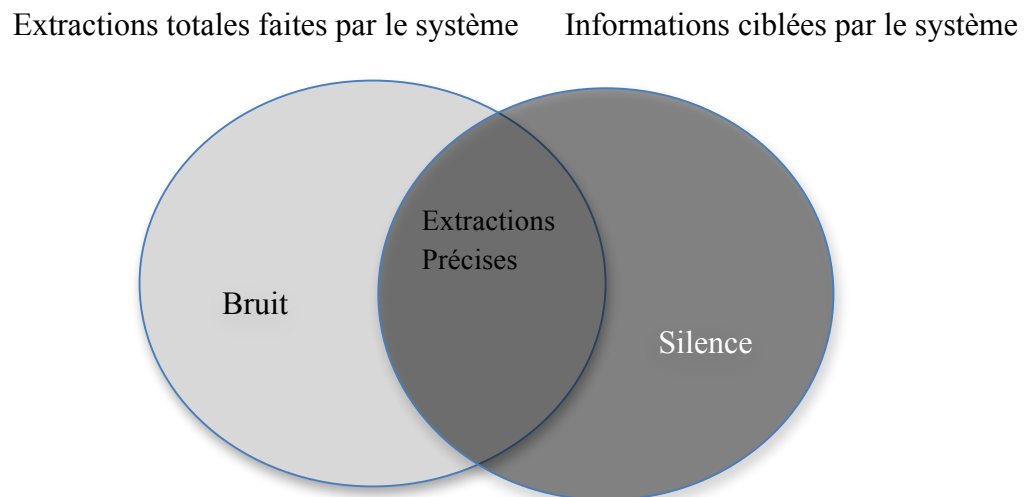 Extractions totales faites par le système
Informations ciblées par le système
Extractions
Précises
Bruit
Silence